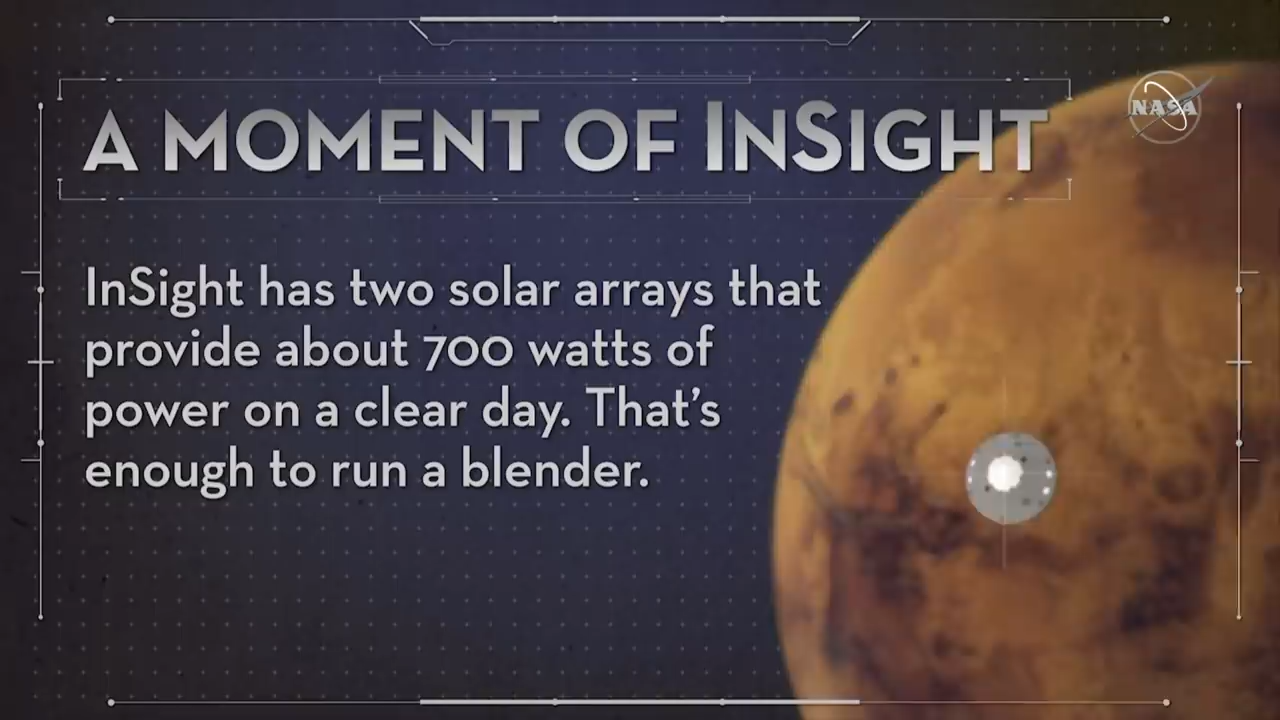 A MOMENT OF INSIGHT
NASA
InSight has two solar arrays that
provide about 700 watts of
power on a clear day. That's
enough to run a blender.